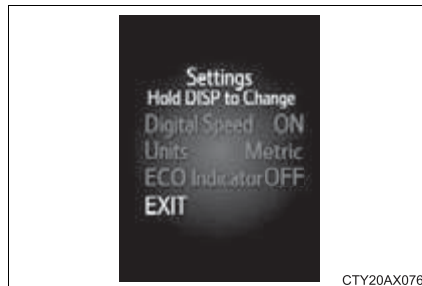 Settings
Hold DISP to Change
Digital Speed ON
Units Metric
ECO Indicator OFF
EXIT
CTY20AX076